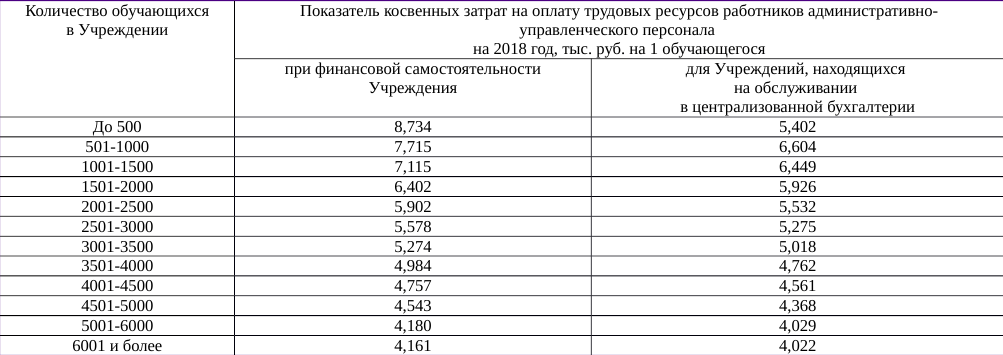 Количество обучающихся
в Учреждении
Показатель косвенных затрат на оплату трудовых ресурсов работников административно-
управленческого персонала
на 2018 год, тыс. руб. на 1 обучающегося
при финансовой самостоятельности
Учреждения
для Учреждений, находящихся
на обслуживании
в централизованной бухгалтерии
До 500 8,734 5,402
501-1000 7,715 6,604
1001-1500 7,115 6,449
1501-2000 6,402 5,926
2001-2500 5,902 5,532
2501-3000 5,578 5,275
3001-3500 5,274 5,018
3501-4000 4,984 4,762
4001-4500 4,757 4,561
4501-5000 4,543 4,368
5001-6000 4,180 4,029
6001 и более 4,161 4,022